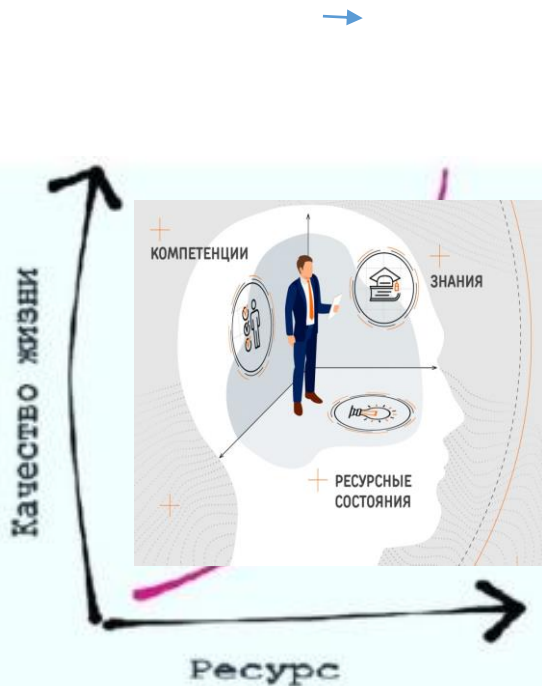 Качество жизни
КОМПЕТЕНЦИИ
ЗНАНИЯ
РЕСУРСНЫЕ
СОСТОЯНИЯ
Ресурс